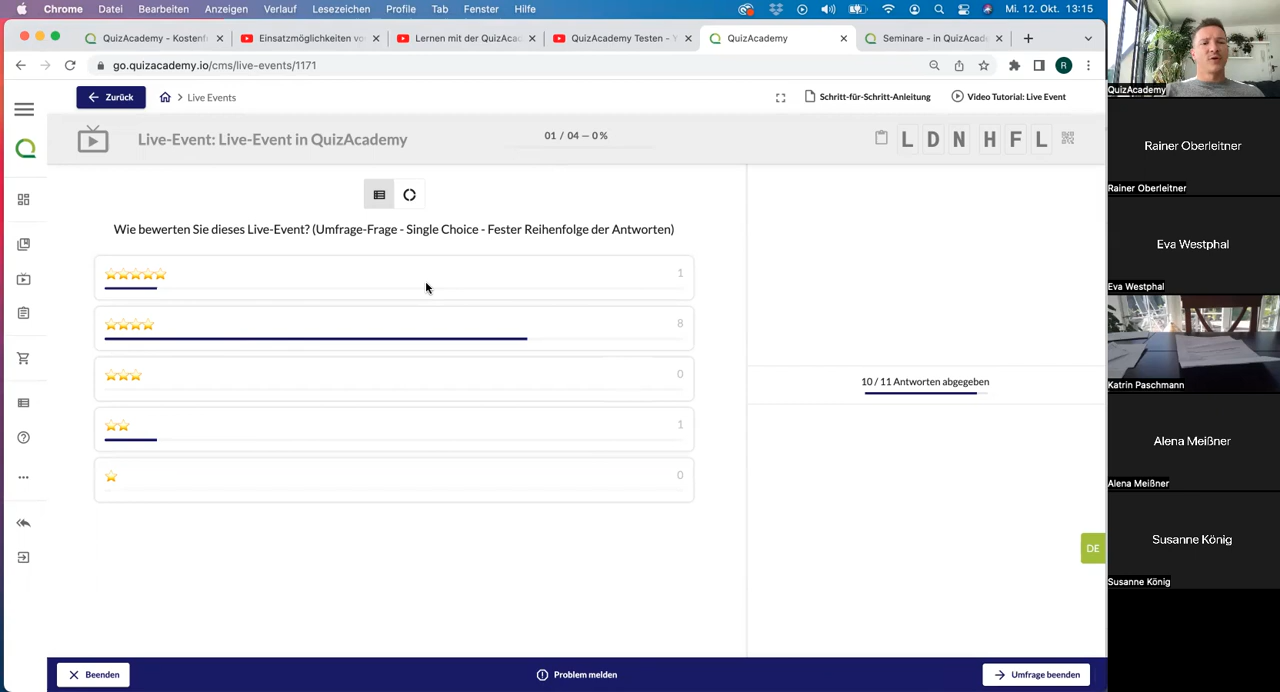 Chrome Datei Bearbeiten Anzeigen Verlauf Lesezeichen Profile Tab Fenster Hilfe Mi. 12. Okt. 13:15
QuizAcademy - Kostenf
Einsatzmöglichkeiten vo
Lernen mit der QuizAcad
QuizAcademy Testen - Y
QuizAcademy
Seminare - in QuizAcade
go.quizacademy.io/cms/live-events/1171
R
Zurück
> Live Events
Schritt-für-Schritt-Anleitung
Video Tutorial: Live Event
Live-Event: Live-Event in QuizAcademy
01 / 04 — 0 %
L D N H F L
Wie bewerten Sie dieses Live-Event? (Umfrage-Frage - Single Choice - Fester Reihenfolge der Antworten)
⭐⭐⭐⭐⭐ 1
⭐⭐⭐⭐ 8
⭐⭐⭐ 0
⭐⭐ 1
⭐ 0
10 / 11 Antworten abgegeben
DE
Beenden
Problem melden
Umfrage beenden
QuizAcademy
Rainer Oberleitner
Rainer Oberleitner
Eva Westphal
Eva Westphal
Katrin Paschmann
Alena Meißner
Alena Meißner
Susanne König
Susanne König